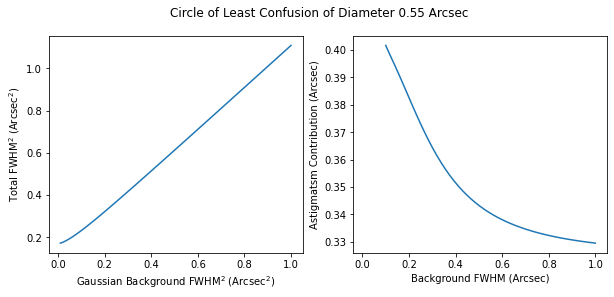 Circle of Least Confusion of Diameter 0.55 Arcsec
Total FWHM² (Arcsec²)
1.0
0.8
0.6
0.4
0.2
0.0 0.2 0.4 0.6 0.8 1.0
Gaussian Background FWHM² (Arcsec²)
Astigmatsm Contribution (Arcsec)
0.40
0.39
0.38
0.37
0.36
0.35
0.34
0.33
0.0 0.2 0.4 0.6 0.8 1.0
Background FWHM (Arcsec)